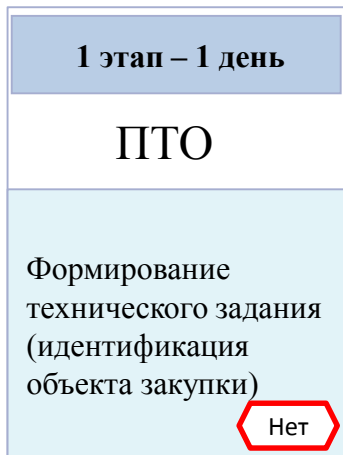 1 этап – 1 день
ПТО
Формирование
технического задания
(идентификация
объекта закупки)
Нет